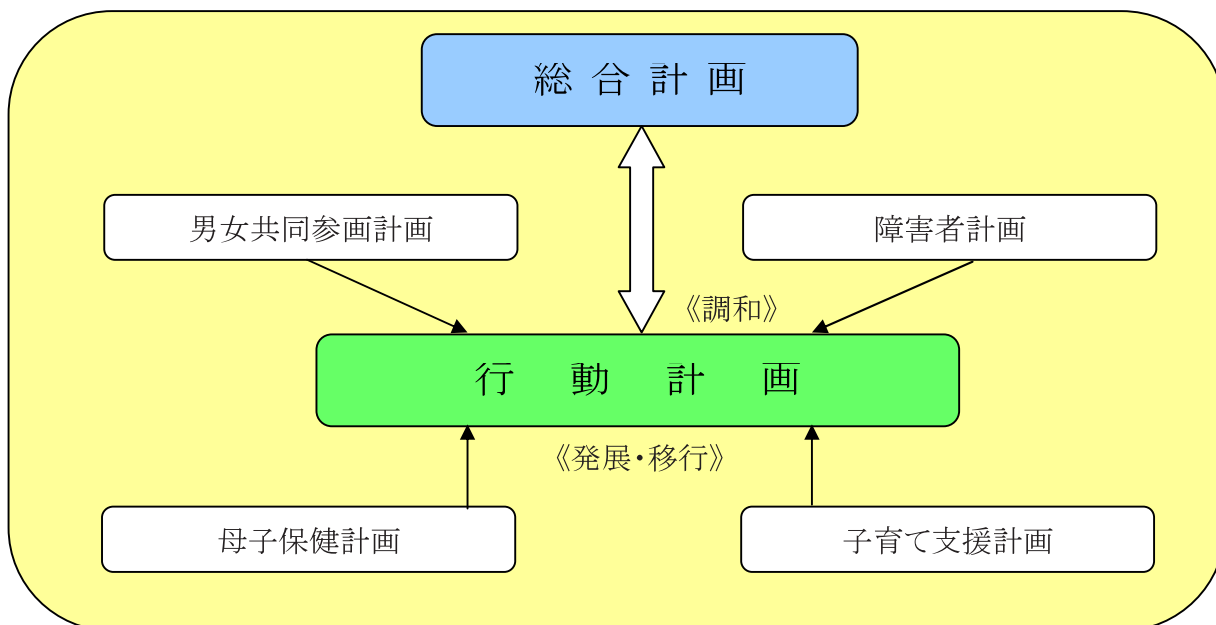 総合計画
男女共同参画計画
障害者計画
《調和》
行動計画
《発展・移行》
母子保健計画
子育て支援計画